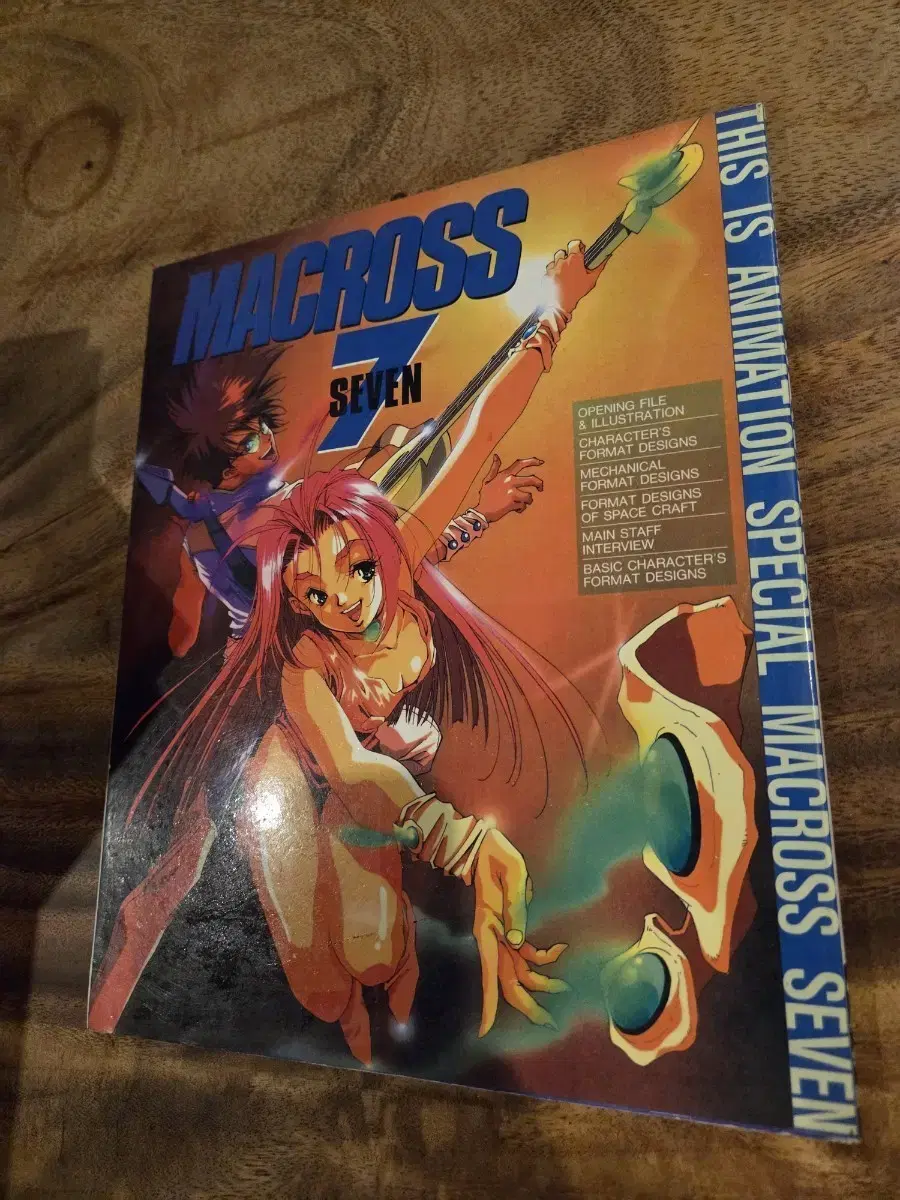 MACROSS
7
SEVEN
OPENING FILE
& ILLUSTRATION
CHARACTER'S
FORMAT DESIGNS
MECHANICAL
FORMAT DESIGNS
FORMAT DESIGNS
OF SPACE CRAFT
MAIN STAFF
INTERVIEW
BASIC CHARACTER'S
FORMAT DESIGNS
THIS IS ANIMATION SPECIAL MACROSS SEVEN